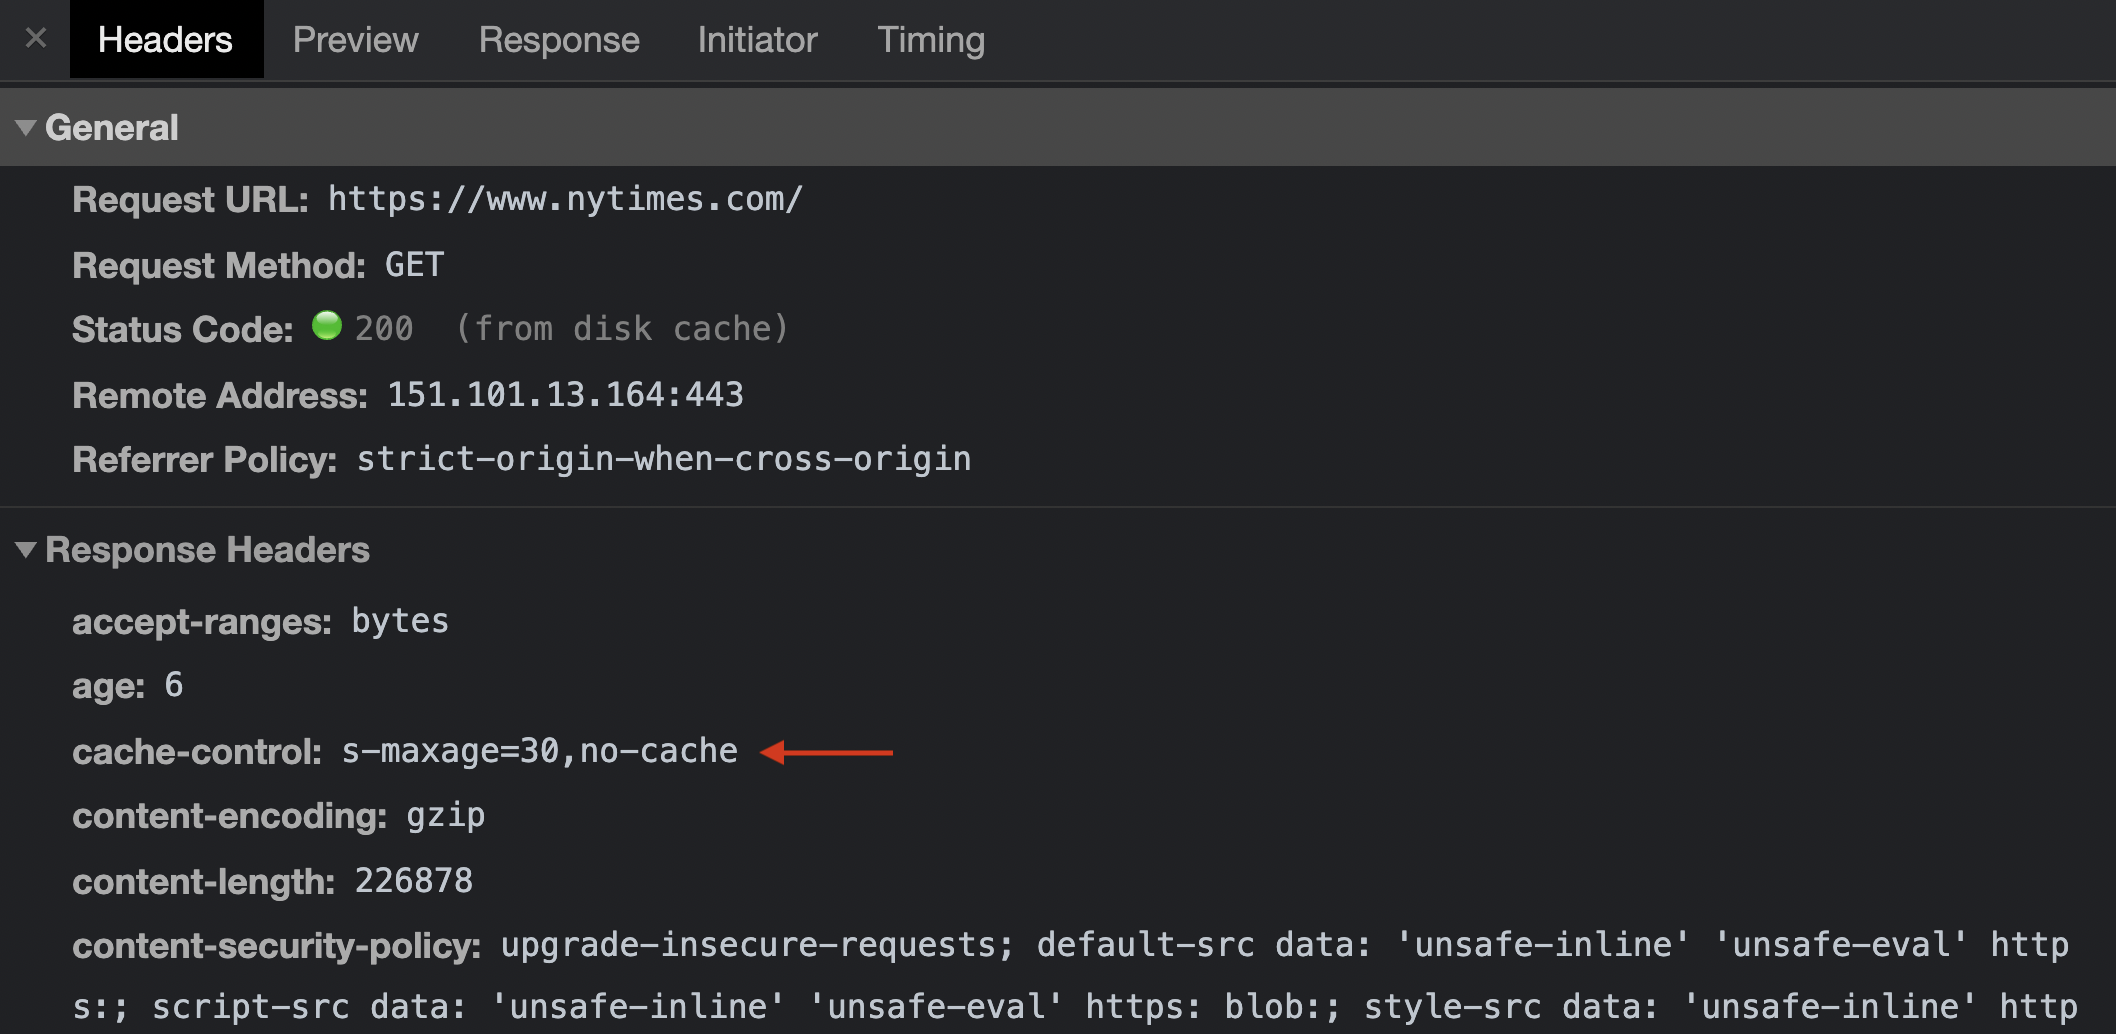 × Headers Preview Response Initiator Timing
General
Request URL: https://www.nytimes.com/
Request Method: GET
Status Code: 200 (from disk cache)
Remote Address: 151.101.13.164:443
Referrer Policy: strict-origin-when-cross-origin
Response Headers
accept-ranges: bytes
age: 6
cache-control: s-maxage=30,no-cache
content-encoding: gzip
content-length: 226878
content-security-policy: upgrade-insecure-requests; default-src data: 'unsafe-inline' 'unsafe-eval' http
s:; script-src data: 'unsafe-inline' 'unsafe-eval' https: blob:; style-src data: 'unsafe-inline' http